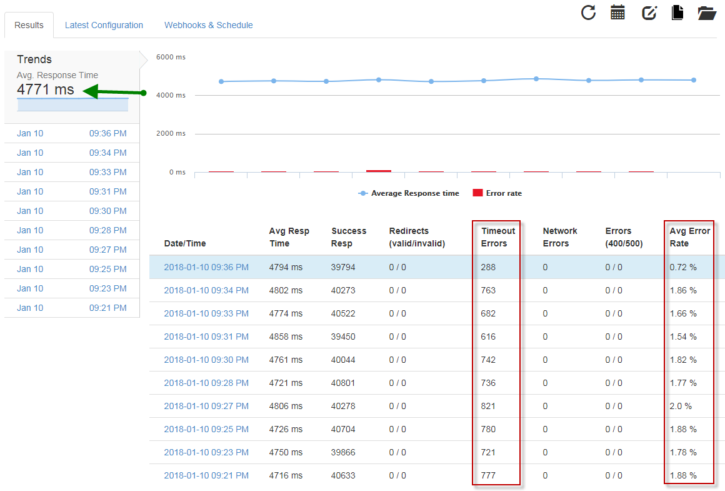 Results Latest Configuration Webhooks & Schedule
Trends
Avg. Response Time
4771 ms
Jan 10 09:36 PM
Jan 10 09:34 PM
Jan 10 09:33 PM
Jan 10 09:31 PM
Jan 10 09:30 PM
Jan 10 09:28 PM
Jan 10 09:27 PM
Jan 10 09:25 PM
Jan 10 09:23 PM
Jan 10 09:21 PM
6000 ms
4000 ms
2000 ms
0 ms
Average Response time Error rate
Date/Time Avg Resp Time Success Resp Redirects (valid/invalid) Timeout Errors Network Errors Errors (400/500) Avg Error Rate
2018-01-10 09:36 PM 4794 ms 39794 0 / 0 288 0 0 / 0 0.72 %
2018-01-10 09:34 PM 4802 ms 40273 0 / 0 763 0 0 / 0 1.86 %
2018-01-10 09:33 PM 4774 ms 40522 0 / 0 682 0 0 / 0 1.66 %
2018-01-10 09:31 PM 4858 ms 39450 0 / 0 616 0 0 / 0 1.54 %
2018-01-10 09:30 PM 4761 ms 40044 0 / 0 742 0 0 / 0 1.82 %
2018-01-10 09:28 PM 4721 ms 40801 0 / 0 736 0 0 / 0 1.77 %
2018-01-10 09:27 PM 4806 ms 40278 0 / 0 821 0 0 / 0 2.0 %
2018-01-10 09:25 PM 4726 ms 40704 0 / 0 780 0 0 / 0 1.88 %
2018-01-10 09:23 PM 4750 ms 39866 0 / 0 721 0 0 / 0 1.78 %
2018-01-10 09:21 PM 4716 ms 40633 0 / 0 777 0 0 / 0 1.88 %